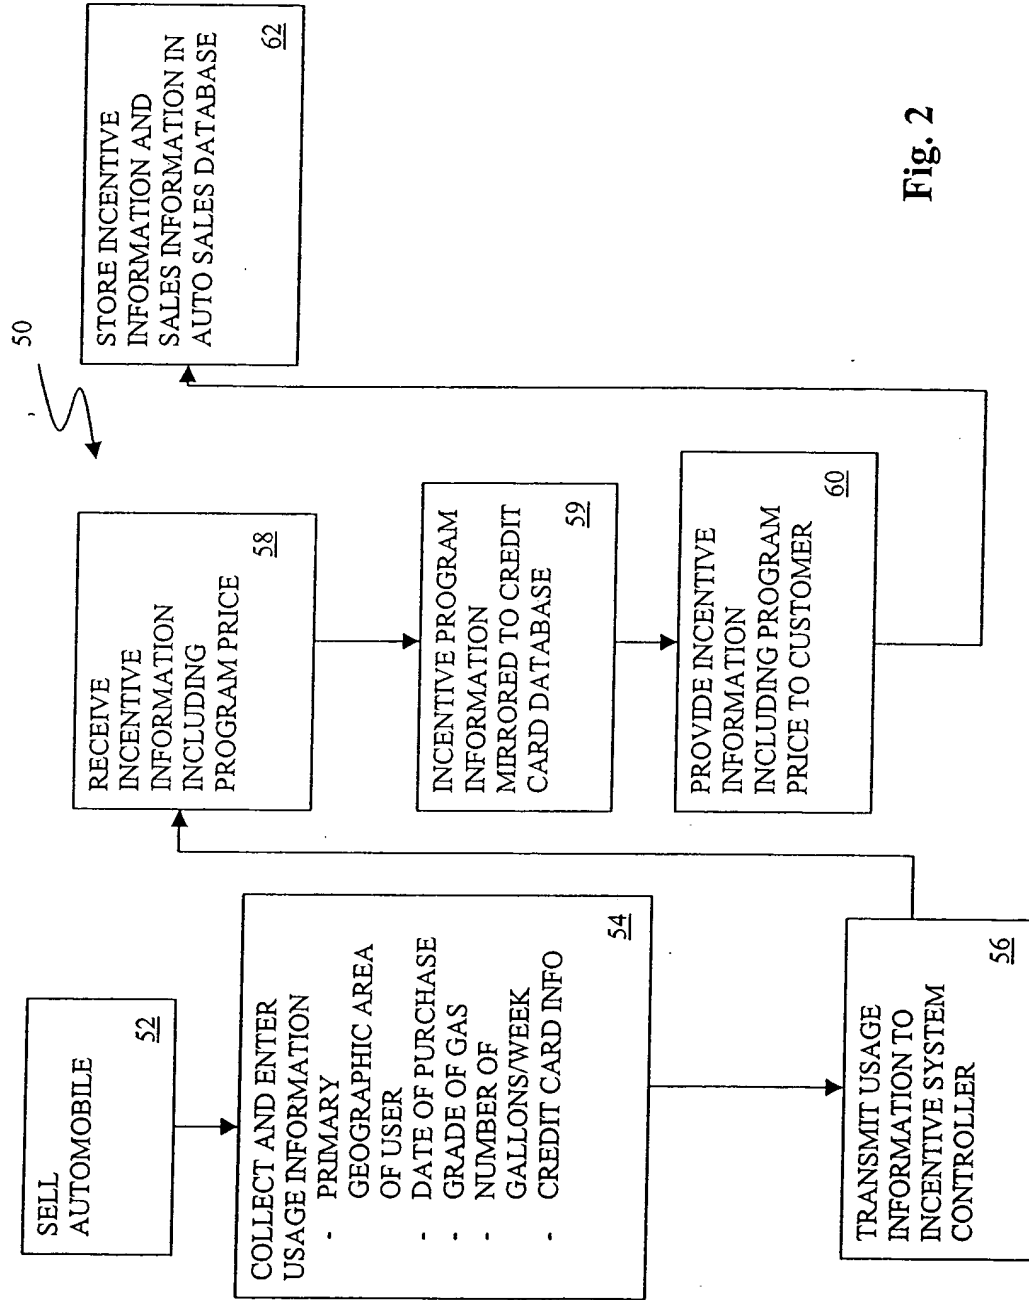 50
SELL
AUTOMOBILE
52
COLLECT AND ENTER
USAGE INFORMATION
- PRIMARY
GEOGRAPHIC AREA
OF USER
- DATE OF PURCHASE
- GRADE OF GAS
- NUMBER OF
GALLONS/WEEK
- CREDIT CARD INFO
54
TRANSMIT USAGE
INFORMATION TO
INCENTIVE SYSTEM
CONTROLLER
56
RECEIVE
INCENTIVE
INFORMATION
INCLUDING
PROGRAM PRICE
58
INCENTIVE PROGRAM
INFORMATION
MIRRORED TO CREDIT
CARD DATABASE
59
PROVIDE INCENTIVE
INFORMATION
INCLUDING PROGRAM
PRICE TO CUSTOMER
60
STORE INCENTIVE
INFORMATION AND
SALES INFORMATION IN
AUTO SALES DATABASE
62
Fig. 2